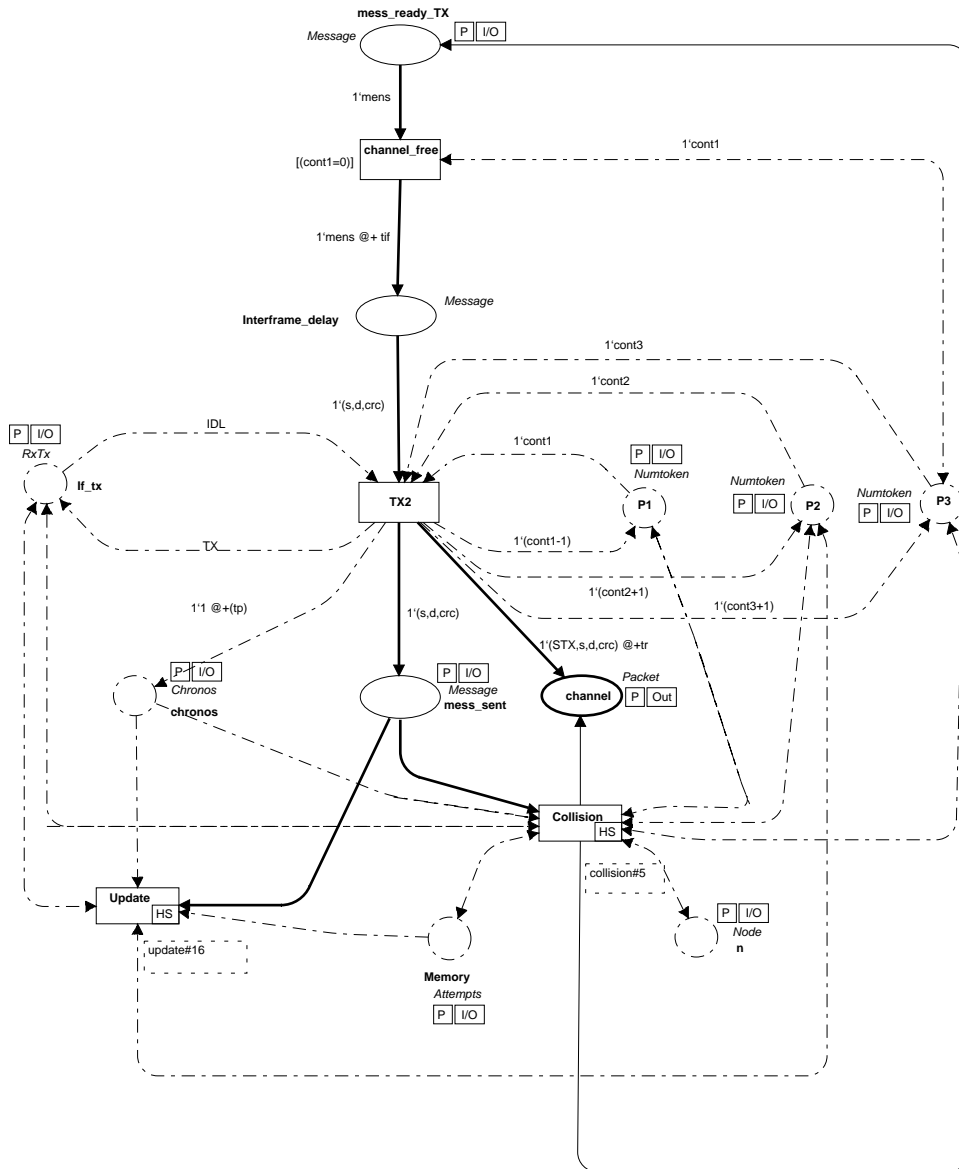 mess_ready_TX
Message
P I/O
1‘mens
channel_free
[(cont1=0)]
1‘cont1
1‘mens @+ tif
Message
Interframe_delay
1‘cont3
1‘cont2
1‘(s,d,crc)
IDL
1‘cont1
P I/O
RxTx
If_tx
P I/O
Numtoken
P1
Numtoken
P I/O
P2
Numtoken
P I/O
P3
TX2
TX
1‘(cont1-1)
1‘(cont2+1)
1‘(cont3+1)
1‘1 @+(tp)
1‘(s,d,crc)
1‘(STX,s,d,crc) @+tr
P I/O
Chronos
chronos
P I/O
Message
mess_sent
channel
Packet
P Out
Collision
HS
collision#5
Update
HS
update#16
Memory
Attempts
P I/O
P I/O
Node
n